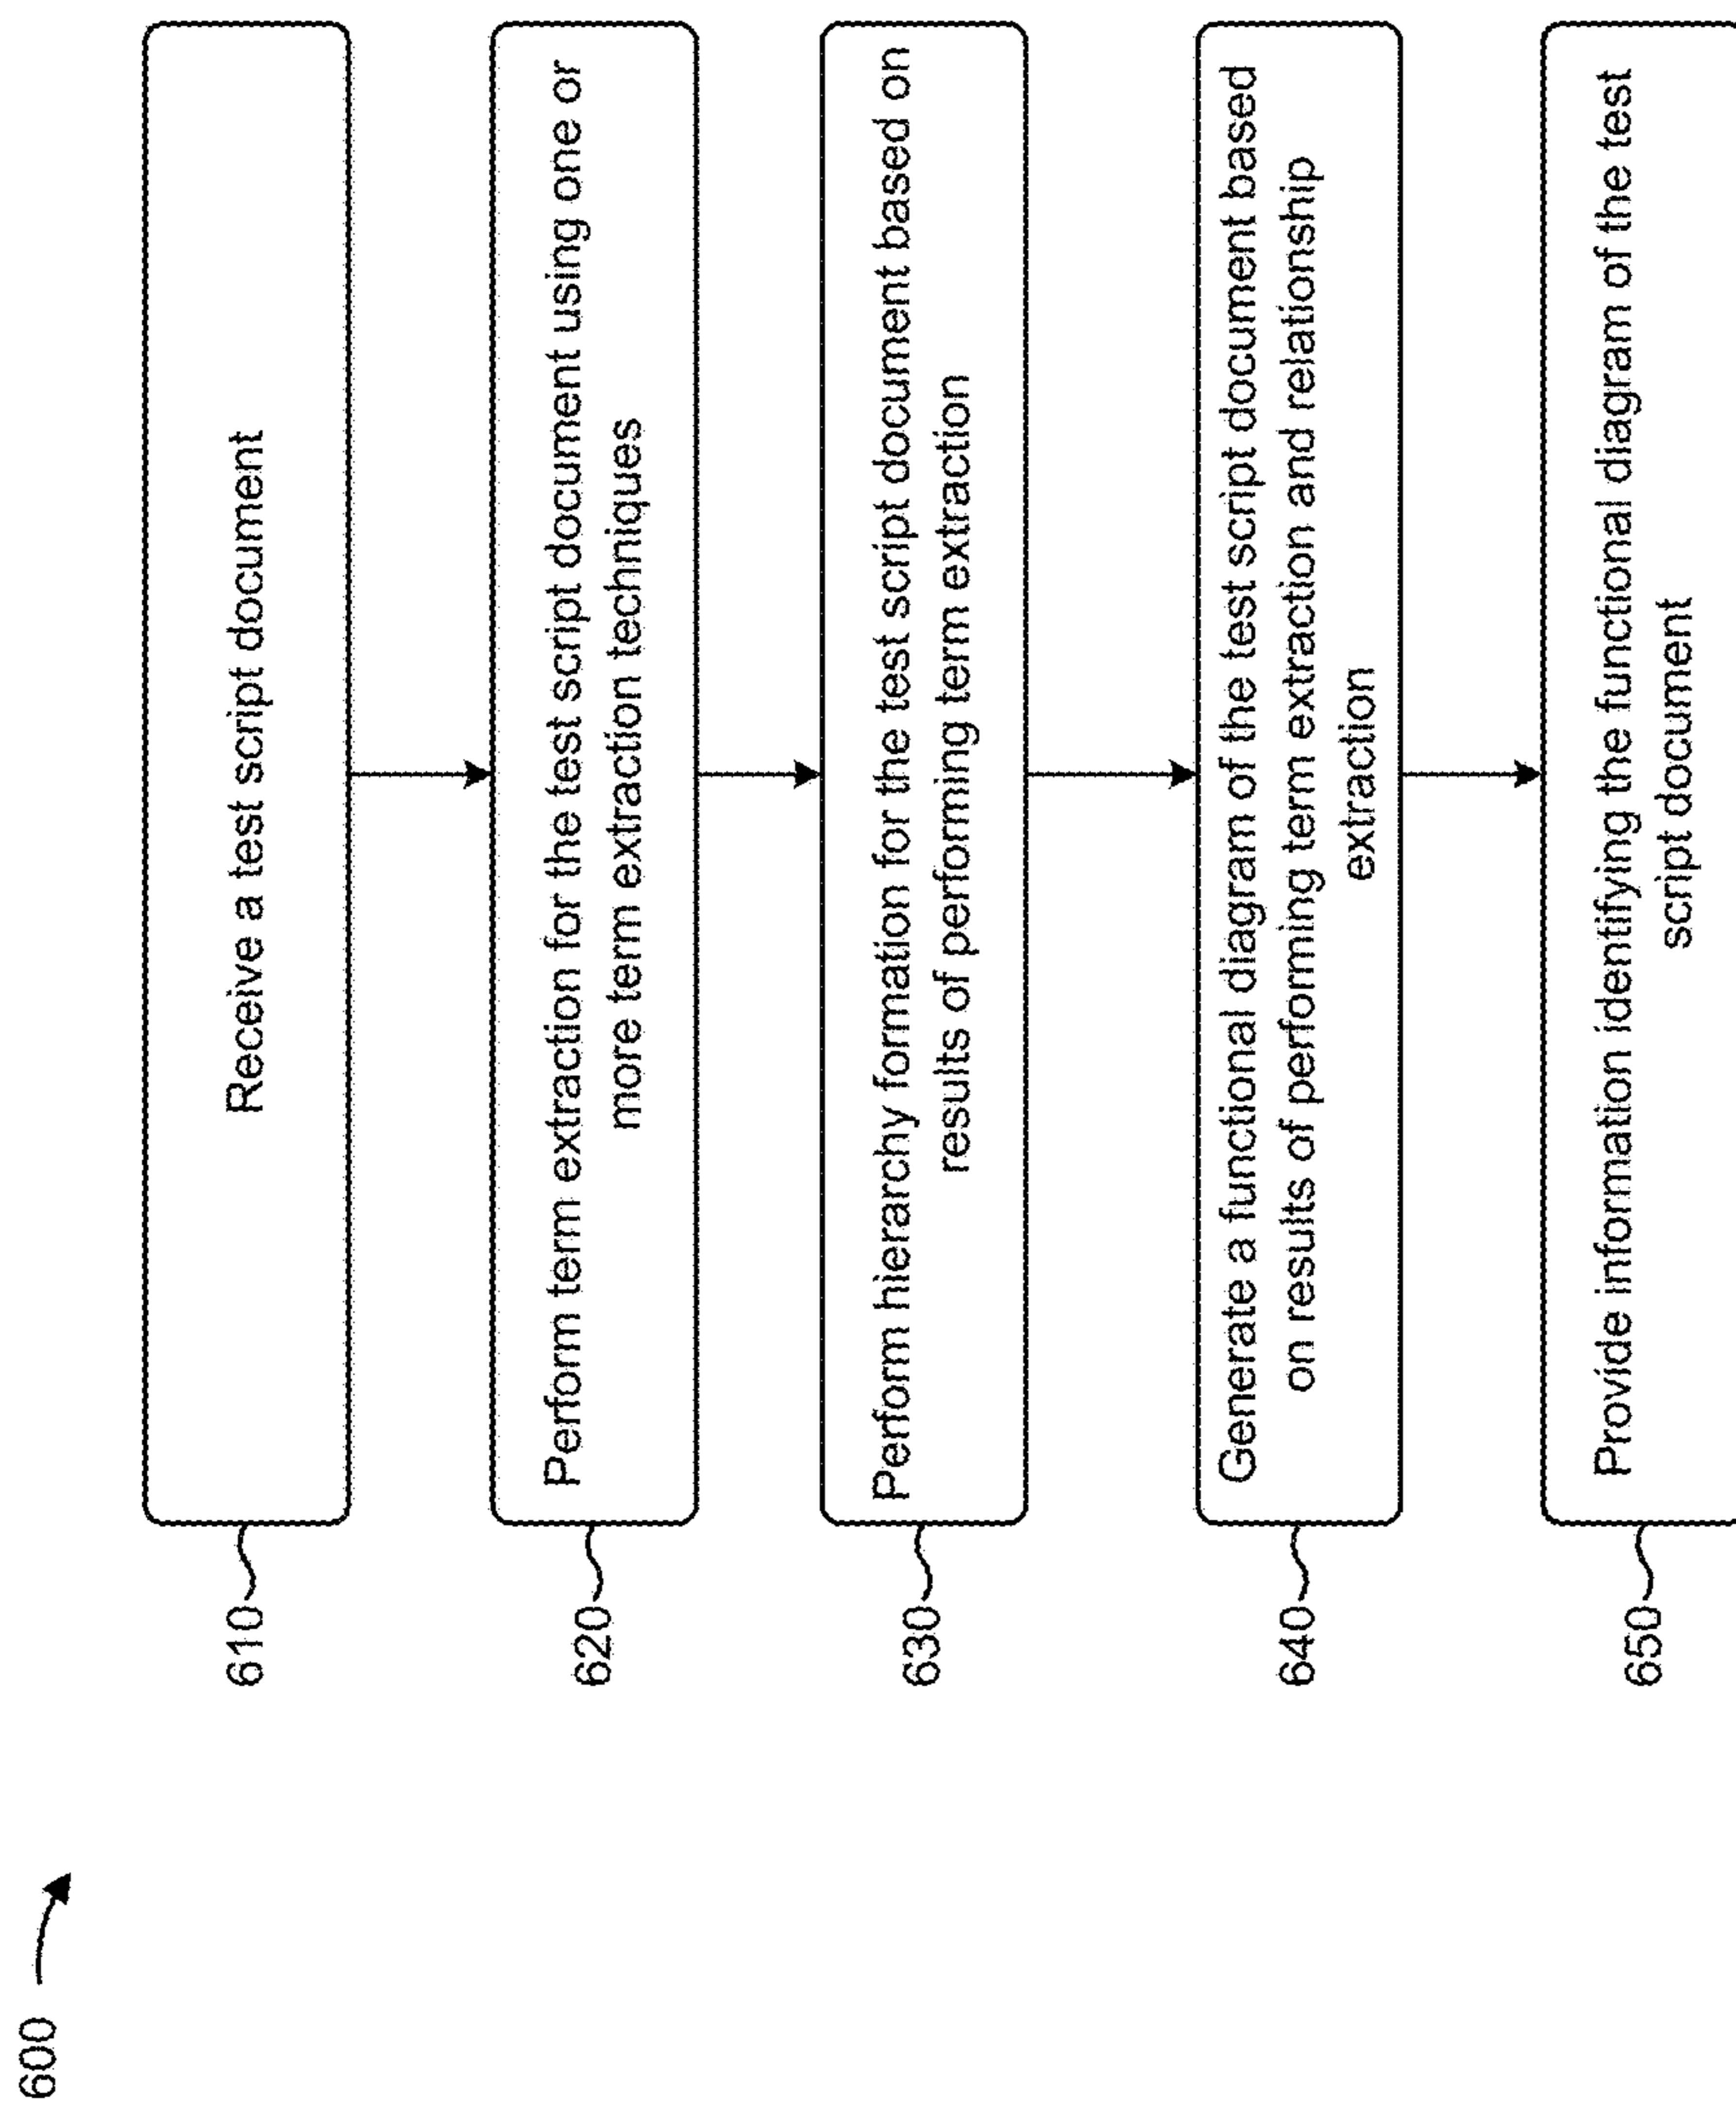 600
610
Receive a test script document
620
Perform term extraction for the test script document using one or
more term extraction techniques
630
Perform hierarchy formation for the test script document based on
results of performing term extraction
640
Generate a functional diagram of the test script document based
on results of performing term extraction and relationship
extraction
650
Provide information identifying the functional diagram of the test
script document